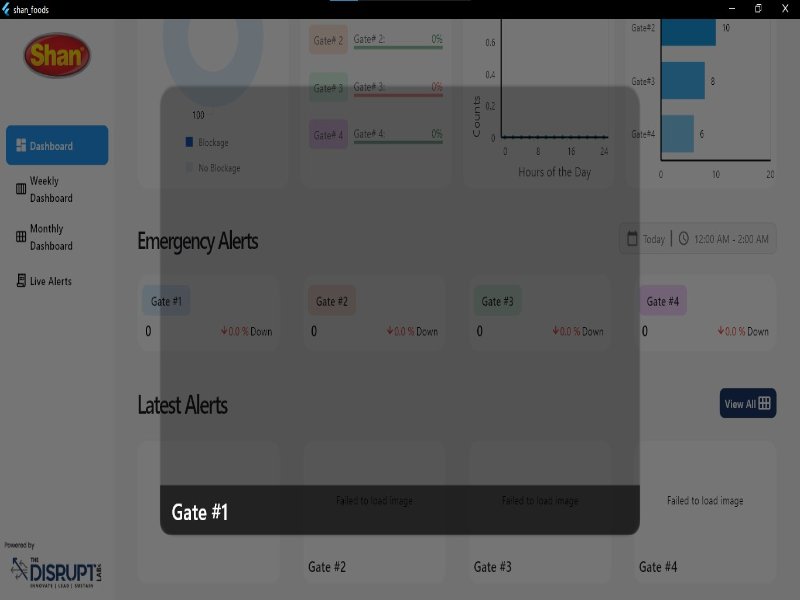 shan_foods
Shan
Dashboard
Weekly
Dashboard
Monthly
Dashboard
Live Alerts
Powered by
THE
DISRUPT
LABS
INNOVATE | LEAD | SUSTAIN
100
Blockage
No Blockage
Gate# 2
Gate# 2:
0%
Gate# 3
Gate# 3:
0%
Gate# 4
Gate# 4:
0%
Counts
0.6
0.4
0.2
0
0
8
16
24
Hours of the Day
Gate#2
10
Gate#3
8
Gate#4
6
0
10
20
Emergency Alerts
Today
12:00 AM - 2:00 AM
Gate #1
0
0.0 % Down
Gate #2
0
0.0 % Down
Gate #3
0
0.0 % Down
Gate #4
0
0.0 % Down
Latest Alerts
View All
Failed to load image
Failed to load image
Failed to load image
Gate #1
Gate #2
Gate #3
Gate #4